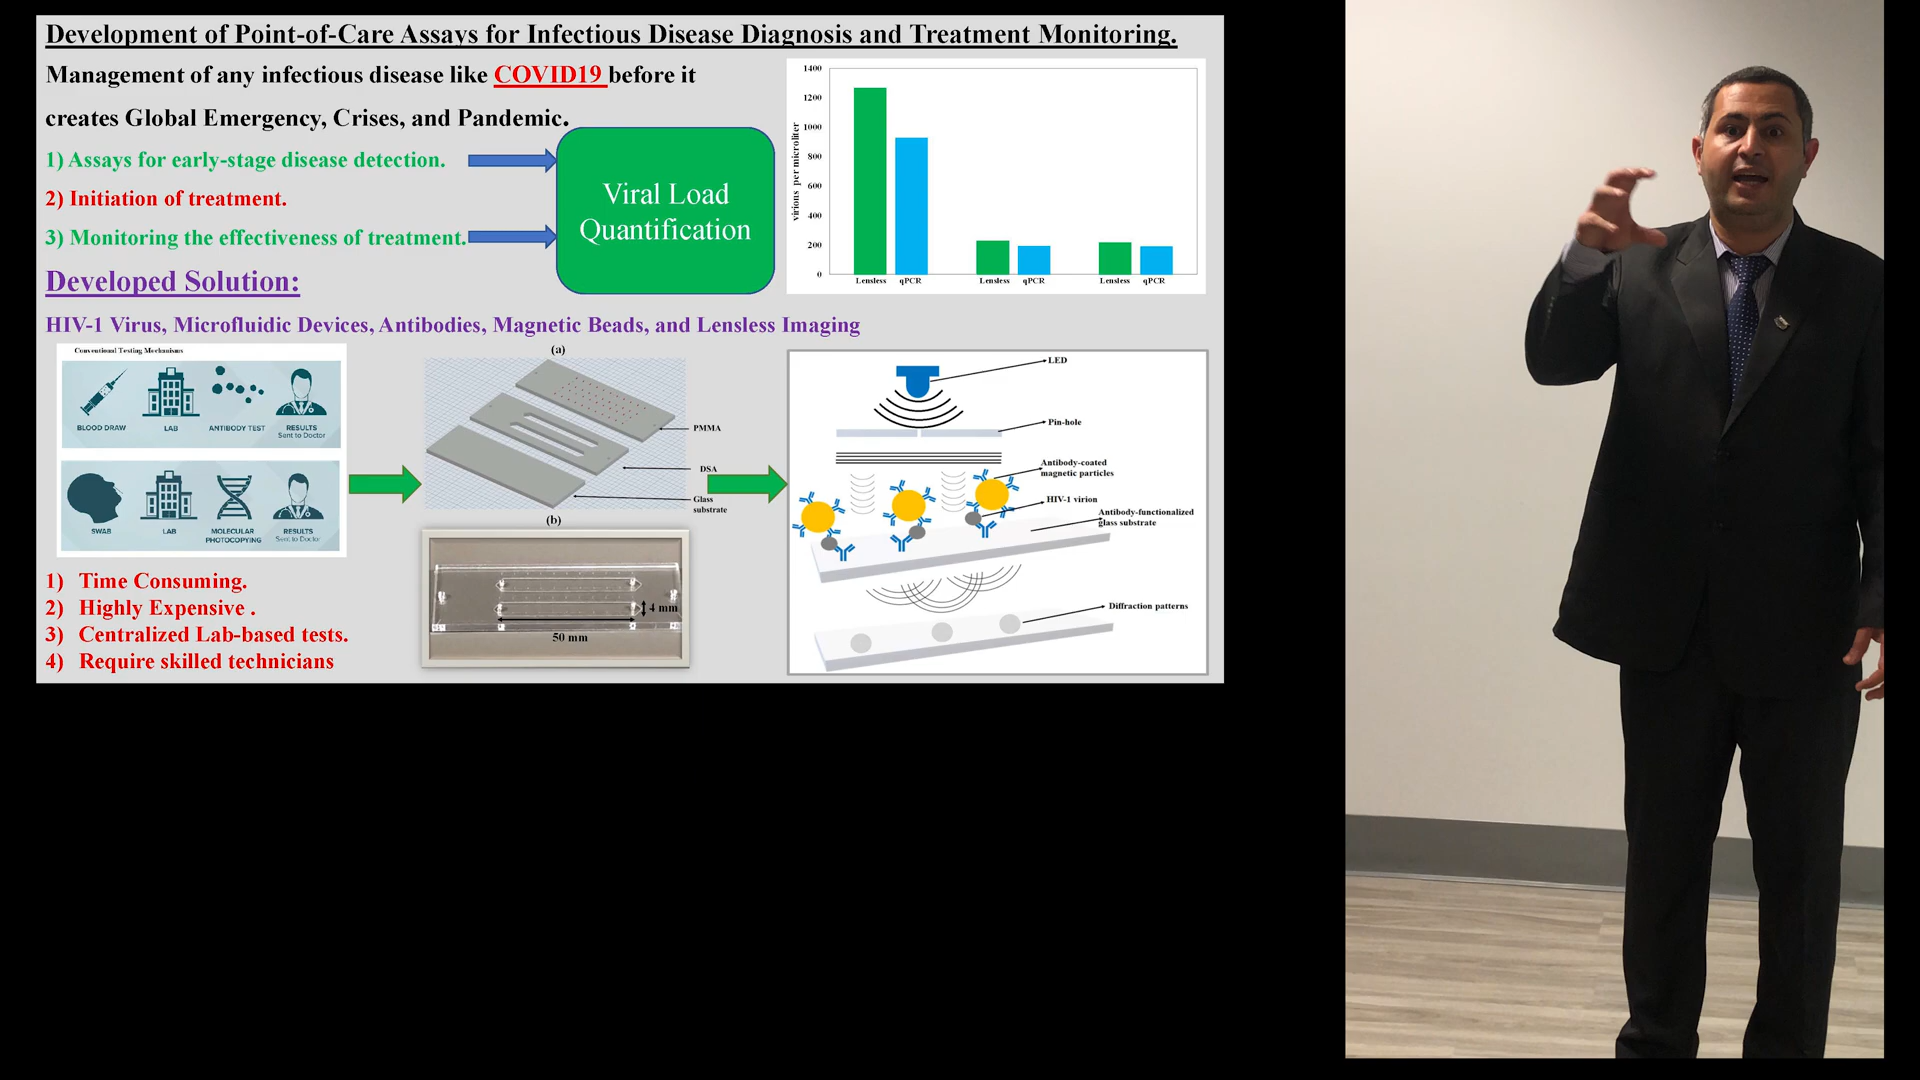 Development of Point-of-Care Assays for Infectious Disease Diagnosis and Treatment Monitoring.
Management of any infectious disease like COVID19 before it
creates Global Emergency, Crises, and Pandemic.
1) Assays for early-stage disease detection.
2) Initiation of treatment.
3) Monitoring the effectiveness of treatment.
Viral Load
Quantification
virions per microliter
1400
1200
1000
800
600
400
200
0
Lensless qPCR
Lensless qPCR
Lensless qPCR
Developed Solution:
HIV-1 Virus, Microfluidic Devices, Antibodies, Magnetic Beads, and Lensless Imaging
Conventional Testing Mechanisms
BLOOD DRAW
LAB
ANTIBODY TEST
RESULTS
Sent to Doctor
SWAB
LAB
MOLECULAR
PHOTOCOPYING
RESULTS
Sent to Doctor
1) Time Consuming.
2) Highly Expensive .
3) Centralized Lab-based tests.
4) Require skilled technicians
(a)
PMMA
DSA
Glass
substrate
(b)
4 mm
50 mm
LED
Pin-hole
Antibody-coated
magnetic particles
HIV-1 virion
Antibody-functionalized
glass substrate
Diffraction patterns